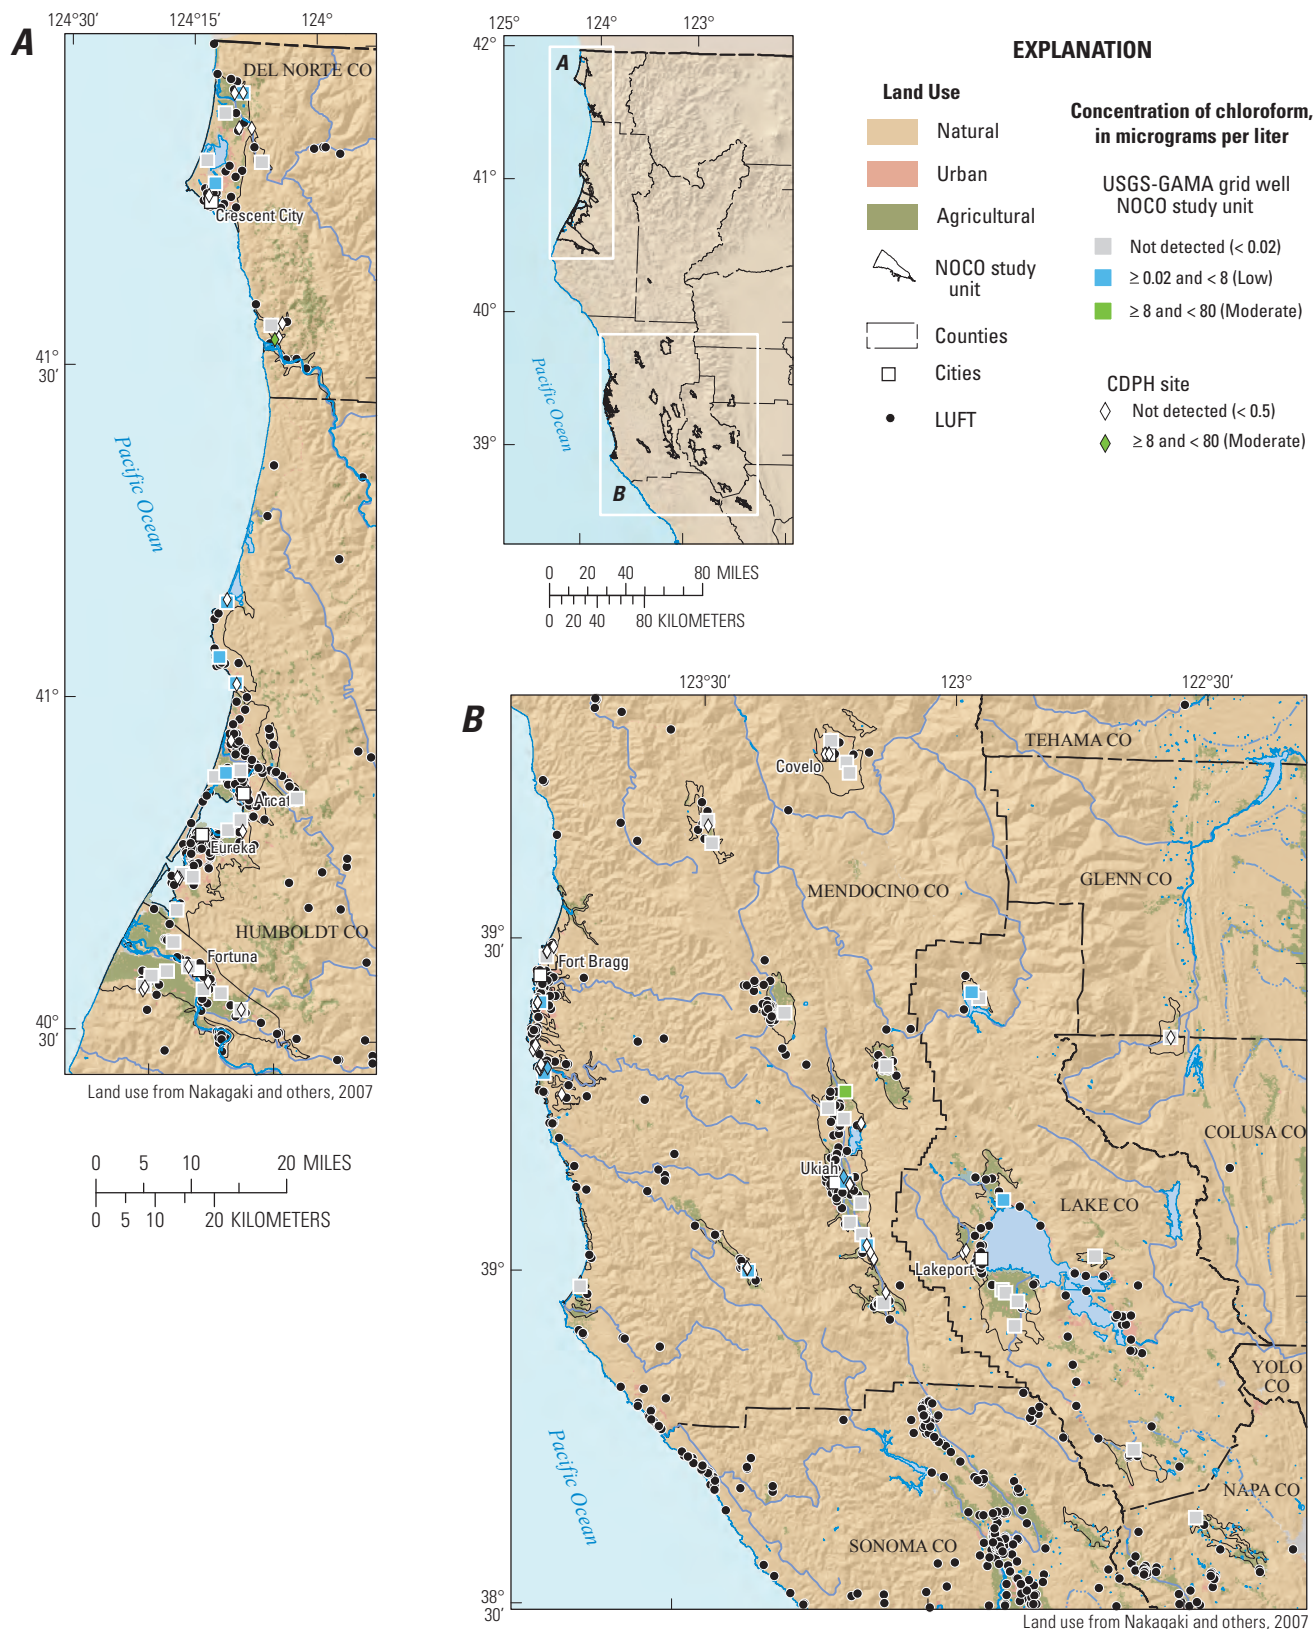 A
124°30′
124°15′
124°
DEL NORTE CO
Crescent City
41°
30′
Pacific Ocean
41°
Arcat
Eureka
HUMBOLDT CO
Fortuna
40°
30′
Land use from Nakagaki and others, 2007
0 5 10 20 MILES
0 5 10 20 KILOMETERS
125°
124°
123°
42°
A
41°
40°
Pacific Ocean
39°
B
0 20 40 80 MILES
0 20 40 80 KILOMETERS
EXPLANATION
Land Use
Natural
Urban
Agricultural
NOCO study
unit
Counties
Cities
LUFT
Concentration of chloroform,
in micrograms per liter
USGS-GAMA grid well
NOCO study unit
Not detected (< 0.02)
≥ 0.02 and < 8 (Low)
≥ 8 and < 80 (Moderate)
CDPH site
Not detected (< 0.5)
≥ 8 and < 80 (Moderate)
B
123°30′
123°
122°30′
TEHAMA CO
Covelo
GLENN CO
MENDOCINO CO
39°
30′
Fort Bragg
COLUSA CO
Ukiah
LAKE CO
39°
Lakeport
YOLO
CO
Pacific Ocean
NAPA CO
SONOMA CO
38°
30′
Land use from Nakagaki and others, 2007